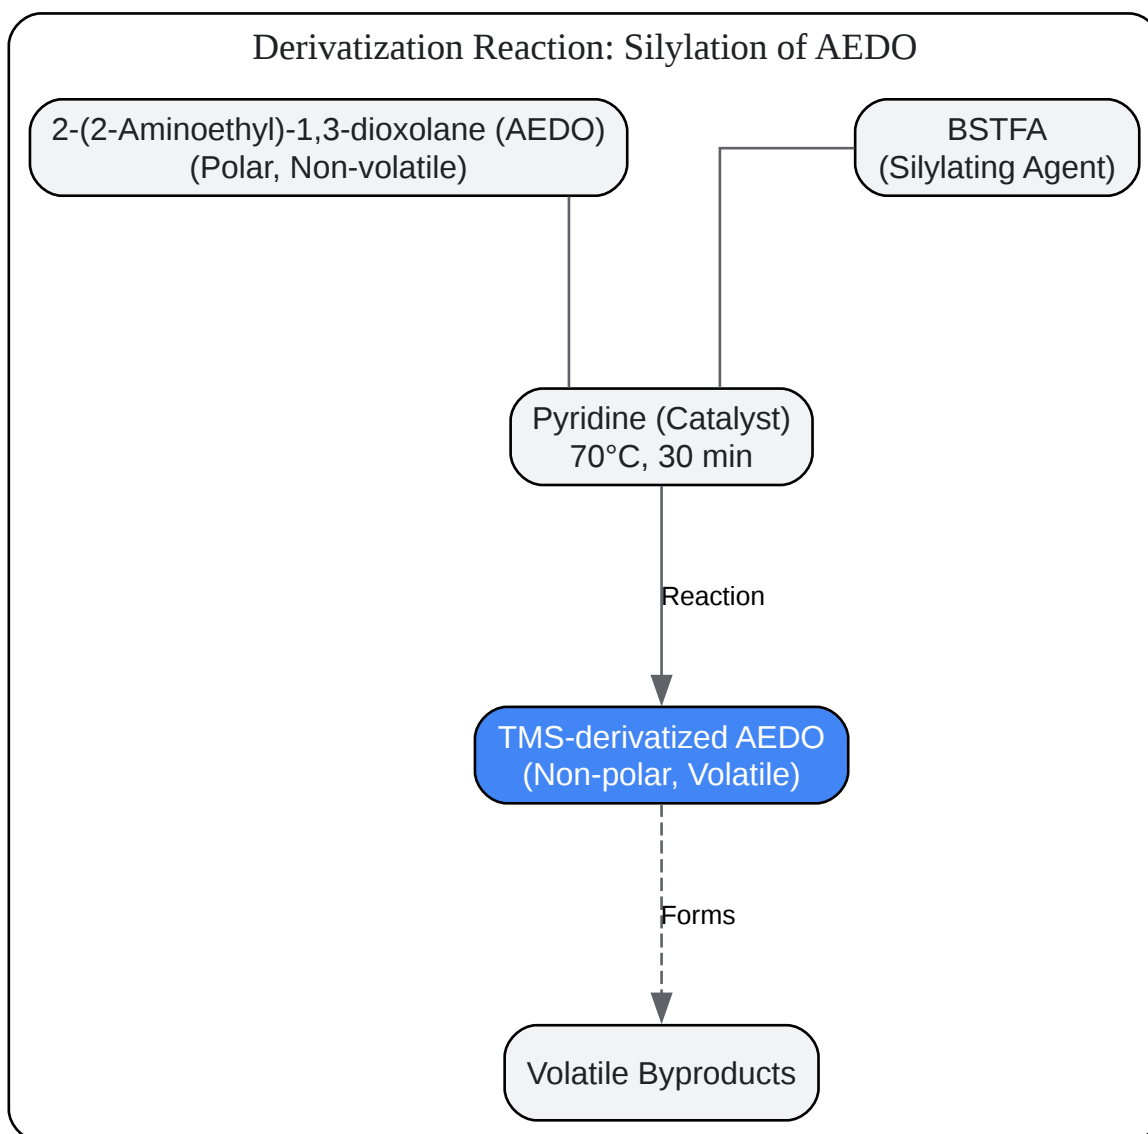 Derivatization Reaction: Silylation of AEDO
2-(2-Aminoethyl)-1,3-dioxolane (AEDO)
(Polar, Non-volatile)
BSTFA
(Silylating Agent)
Pyridine (Catalyst)
70°C, 30 min
Reaction
TMS-derivatized AEDO
(Non-polar, Volatile)
Forms
Volatile Byproducts